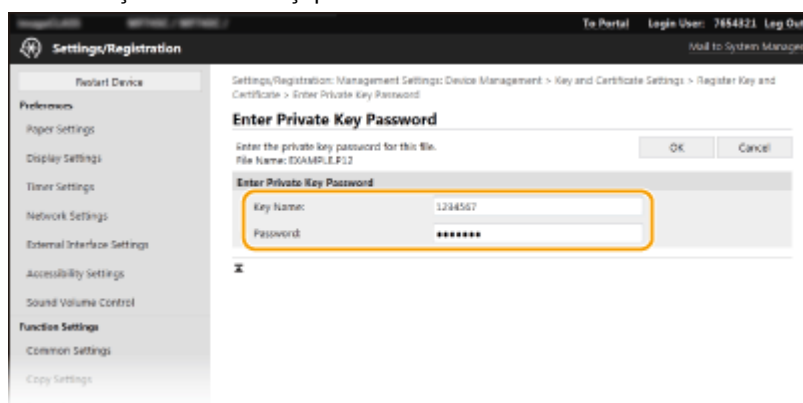 To Portal Login User: 7654321 Log Out
Settings/Registration
Mail to System Manager
Restart Device
Preferences
Paper Settings
Display Settings
Timer Settings
Network Settings
External Interface Settings
Accessibility Settings
Sound Volume Control
Function Settings
Common Settings
Copy Settings
Settings/Registration: Management Settings: Device Management > Key and Certificate Settings > Register Key and
Certificate > Enter Private Key Password
Enter Private Key Password
Enter the private key password for this file.
File Name: EXAMPLE.P12
OK Cancel
Enter Private Key Password
Key Name: 1234567
Password: •••••••